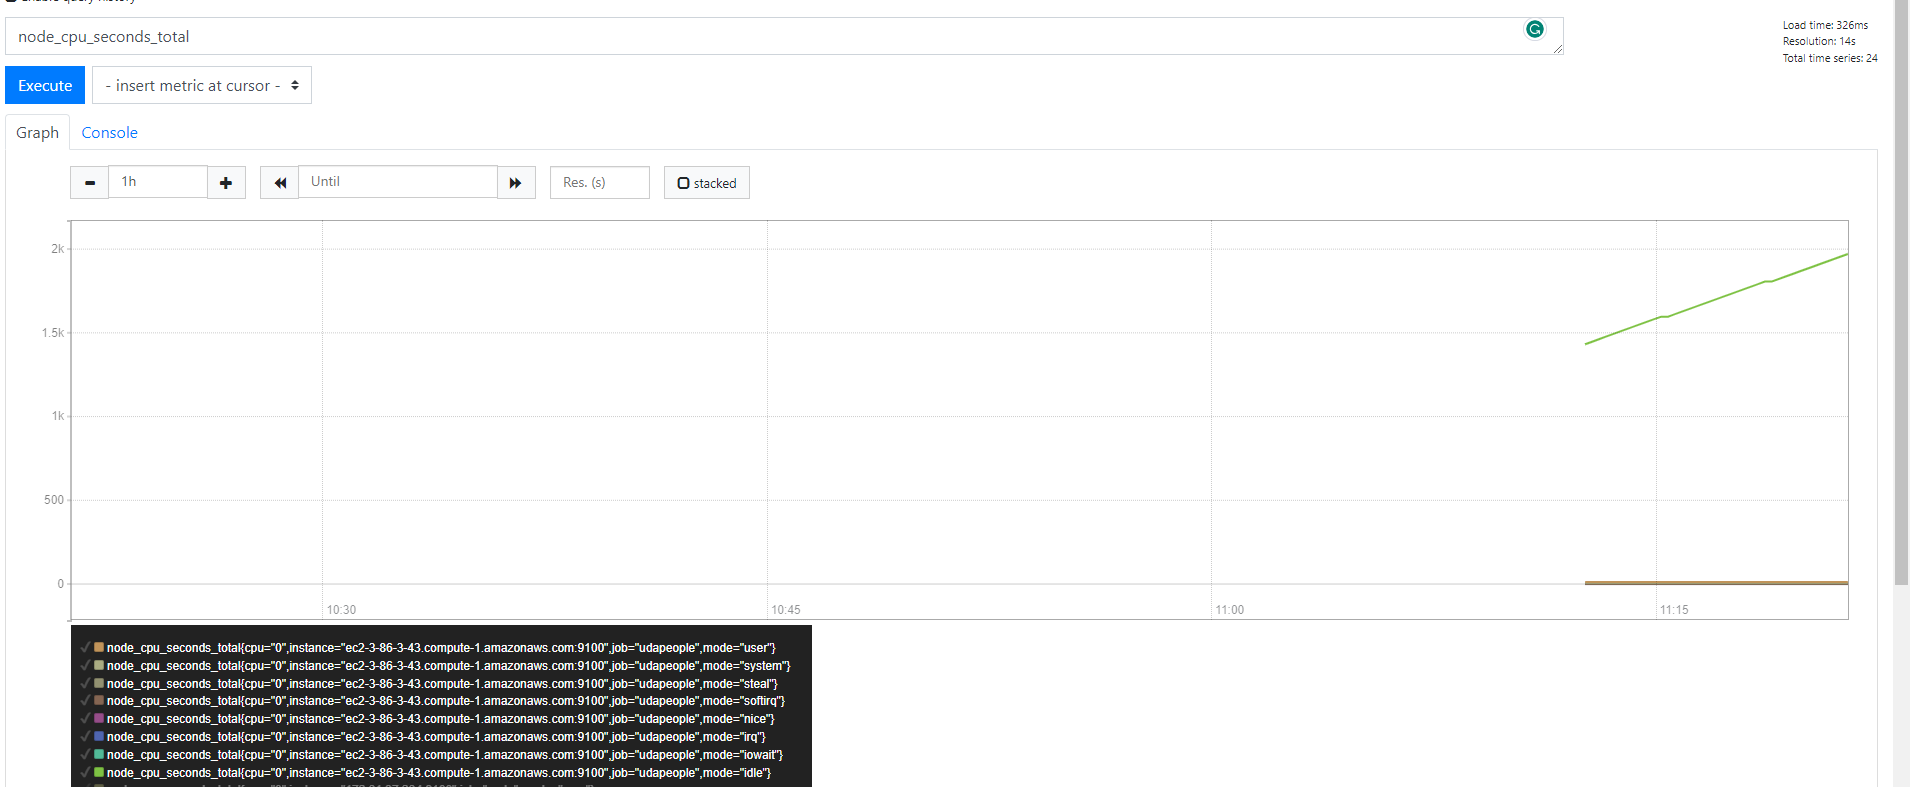 Enable query history
node_cpu_seconds_total
Load time: 326ms
Resolution: 14s
Total time series: 24
Execute
- insert metric at cursor -
Graph Console
1h Until Res. (s) stacked
2k
1.5k
1k
500
0
10:30 10:45 11:00 11:15
node_cpu_seconds_total{cpu="0",instance="ec2-3-86-3-43.compute-1.amazonaws.com:9100",job="udapeople",mode="user"}
node_cpu_seconds_total{cpu="0",instance="ec2-3-86-3-43.compute-1.amazonaws.com:9100",job="udapeople",mode="system"}
node_cpu_seconds_total{cpu="0",instance="ec2-3-86-3-43.compute-1.amazonaws.com:9100",job="udapeople",mode="steal"}
node_cpu_seconds_total{cpu="0",instance="ec2-3-86-3-43.compute-1.amazonaws.com:9100",job="udapeople",mode="softirq"}
node_cpu_seconds_total{cpu="0",instance="ec2-3-86-3-43.compute-1.amazonaws.com:9100",job="udapeople",mode="nice"}
node_cpu_seconds_total{cpu="0",instance="ec2-3-86-3-43.compute-1.amazonaws.com:9100",job="udapeople",mode="irq"}
node_cpu_seconds_total{cpu="0",instance="ec2-3-86-3-43.compute-1.amazonaws.com:9100",job="udapeople",mode="iowait"}
node_cpu_seconds_total{cpu="0",instance="ec2-3-86-3-43.compute-1.amazonaws.com:9100",job="udapeople",mode="idle"}